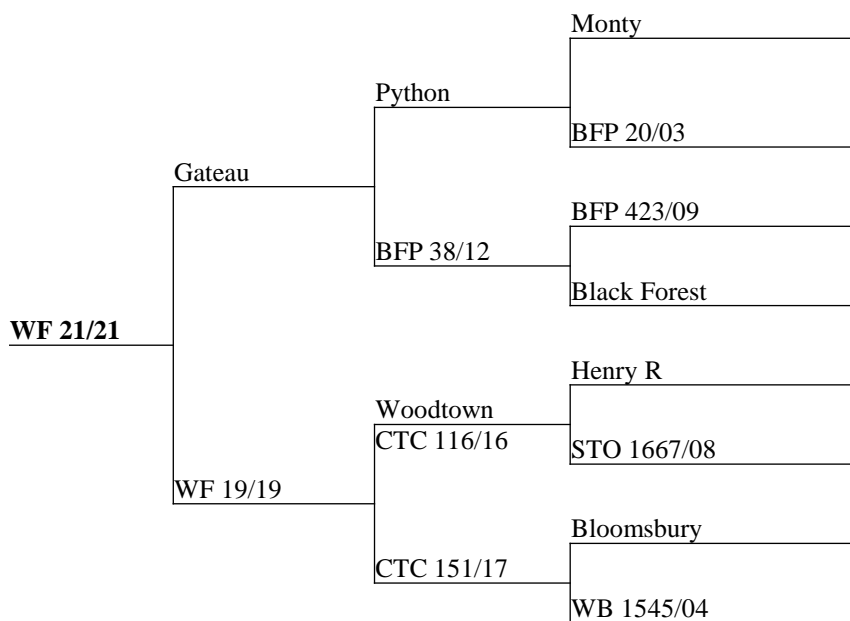 Monty
Python
BFP 20/03
Gateau
BFP 423/09
BFP 38/12
Black Forest
WF 21/21
Henry R
Woodtown
CTC 116/16
STO 1667/08
WF 19/19
Bloomsbury
CTC 151/17
WB 1545/04